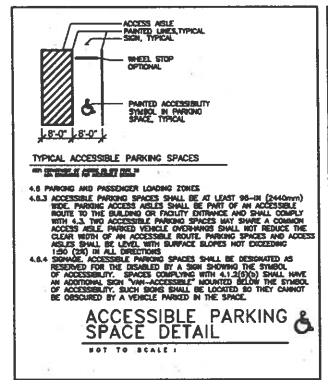 ACCESS AISLE
PAINTED LINES,TYPICAL
SIGN, TYPICAL
WHEEL STOP
OPTIONAL
PAINTED ACCESSIBILITY
SYMBOL IN PARKING
SPACE, TYPICAL
8'-0" 8'-0"
TYPICAL ACCESSIBLE PARKING SPACES
4.6 PARKING AND PASSENGER LOADING ZONES
4.6.3 ACCESSIBLE PARKING SPACES SHALL BE AT LEAST 96-IN (2440mm)
WIDE. PARKING ACCESS AISLES SHALL BE PART OF AN ACCESSIBLE
ROUTE TO THE BUILDING OR FACILITY ENTRANCE AND SHALL COMPLY
WITH 4.3. TWO ACCESSIBLE PARKING SPACES MAY SHARE A COMMON
ACCESS AISLE. PARKED VEHICLE OVERHANGS SHALL NOT REDUCE THE
CLEAR WIDTH OF AN ACCESSIBLE ROUTE. PARKING SPACES AND ACCESS
AISLES SHALL BE LEVEL WITH SURFACE SLOPES NOT EXCEEDING
1:50 (2%) IN ALL DIRECTIONS
4.6.4 SIGNAGE. ACCESSIBLE PARKING SPACES SHALL BE DESIGNATED AS
RESERVED FOR THE DISABLED BY A SIGN SHOWING THE SYMBOL
OF ACCESSIBILITY. SPACES COMPLYING WITH 4.1.2(5)(b) SHALL HAVE
AN ADDITIONAL SIGN "VAN-ACCESSIBLE" MOUNTED BELOW THE SYMBOL
OF ACCESSIBILITY. SUCH SIGNS SHALL BE LOCATED SO THEY CANNOT
BE OBSCURED BY A VEHICLE PARKED IN THE SPACE.
ACCESSIBLE PARKING
SPACE DETAIL
NOT TO SCALE :